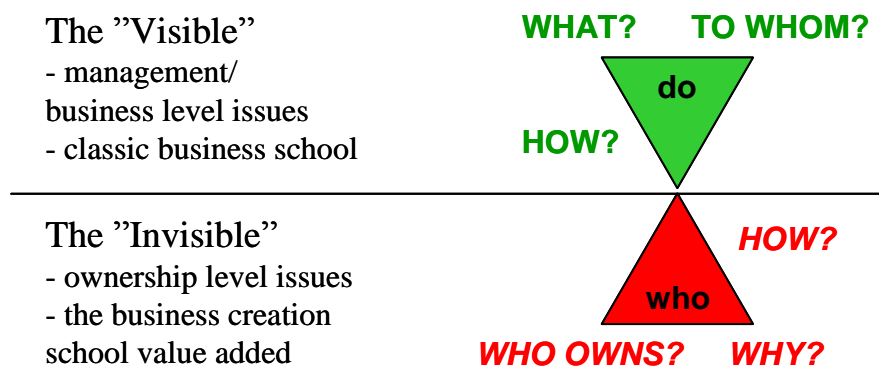 The ”Visible”
- management/
business level issues
- classic business school
WHAT? TO WHOM?
do
HOW?
The ”Invisible”
- ownership level issues
- the business creation
school value added
HOW?
who
WHO OWNS? WHY?